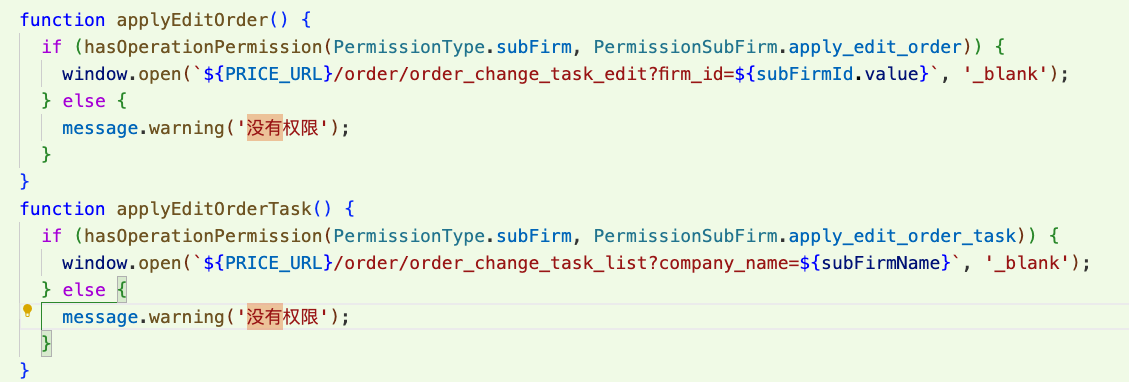 function applyEditOrder() {
if (hasOperationPermission(PermissionType.subFirm, PermissionSubFirm.apply_edit_order)) {
window.open(`${PRICE_URL}/order/order_change_task_edit?firm_id=${subFirmId.value}`, '_blank');
} else {
message.warning('没有权限');
}
}
function applyEditOrderTask() {
if (hasOperationPermission(PermissionType.subFirm, PermissionSubFirm.apply_edit_order_task)) {
window.open(`${PRICE_URL}/order/order_change_task_list?company_name=${subFirmName}`, '_blank');
} else {
message.warning('没有权限');
}
}